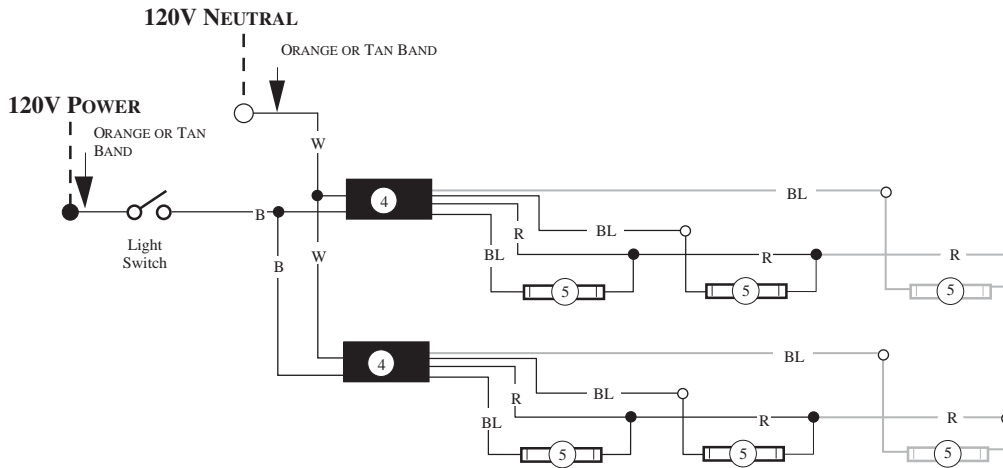 120V NEUTRAL
ORANGE OR TAN BAND
120V POWER
ORANGE OR TAN
BAND
W
4
BL
B
Light
Switch
R
BL
BL
R
R
B
W
5
5
5
4
BL
R
BL
BL
R
R
5
5
5